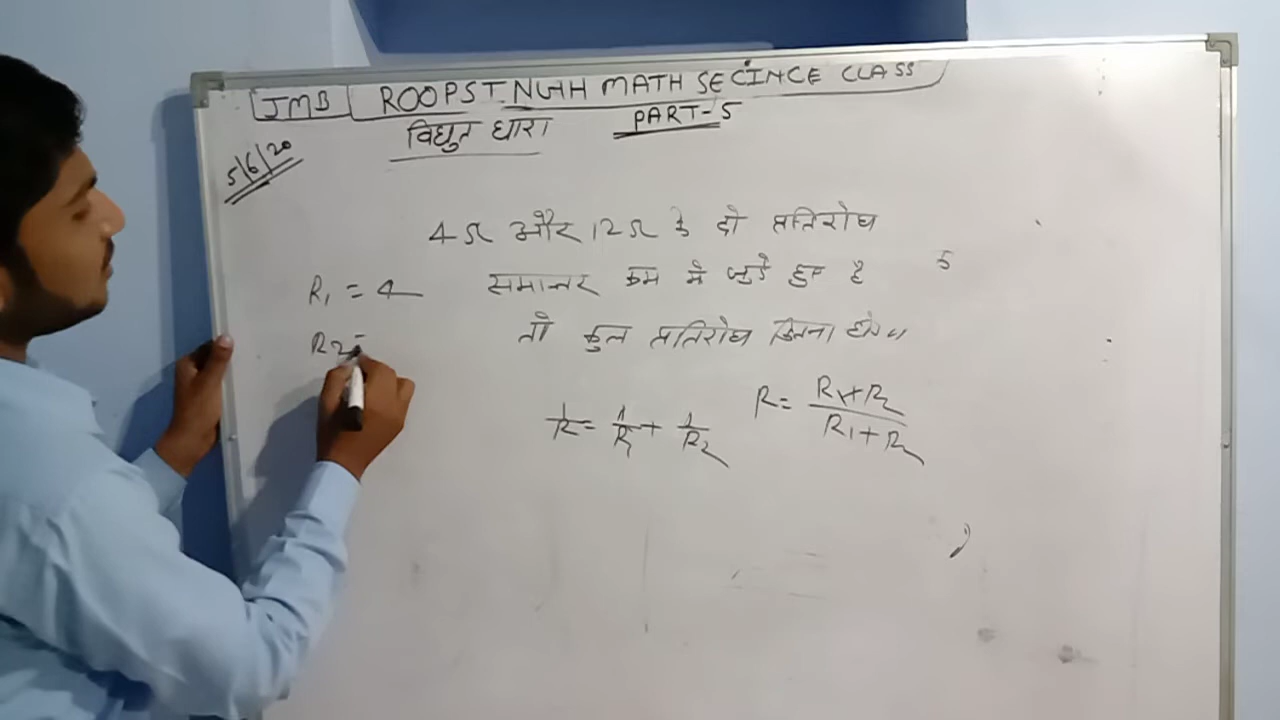 JMB ROOPSINGH MATH SECINCE CLASS
विद्युत धारा PART-5
5/6/20
4Ω और 12Ω के दो प्रतिरोध
समान्तर क्रम मे जुडे हुए है
तो कुल प्रतिरोध कितना होगा
R₁ = 4
R2=
1/R = 1/R₁ + 1/R₂
R = R₁+R₂ / R₁+R₂
5